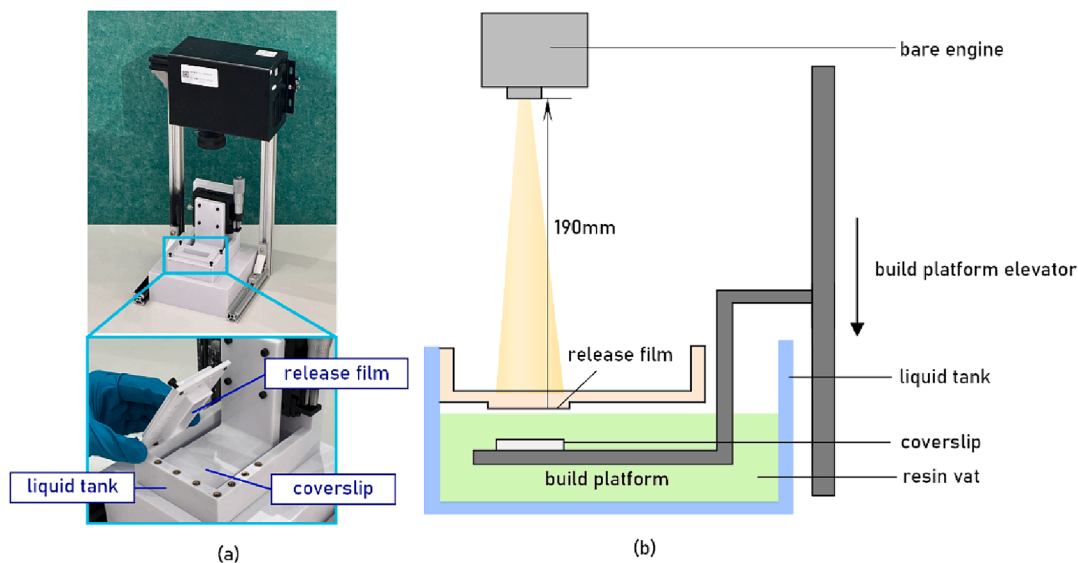 bare engine
190mm
build platform elevator
release film
release film
liquid tank
coverslip
liquid tank
coverslip
build platform
resin vat
(a)
(b)